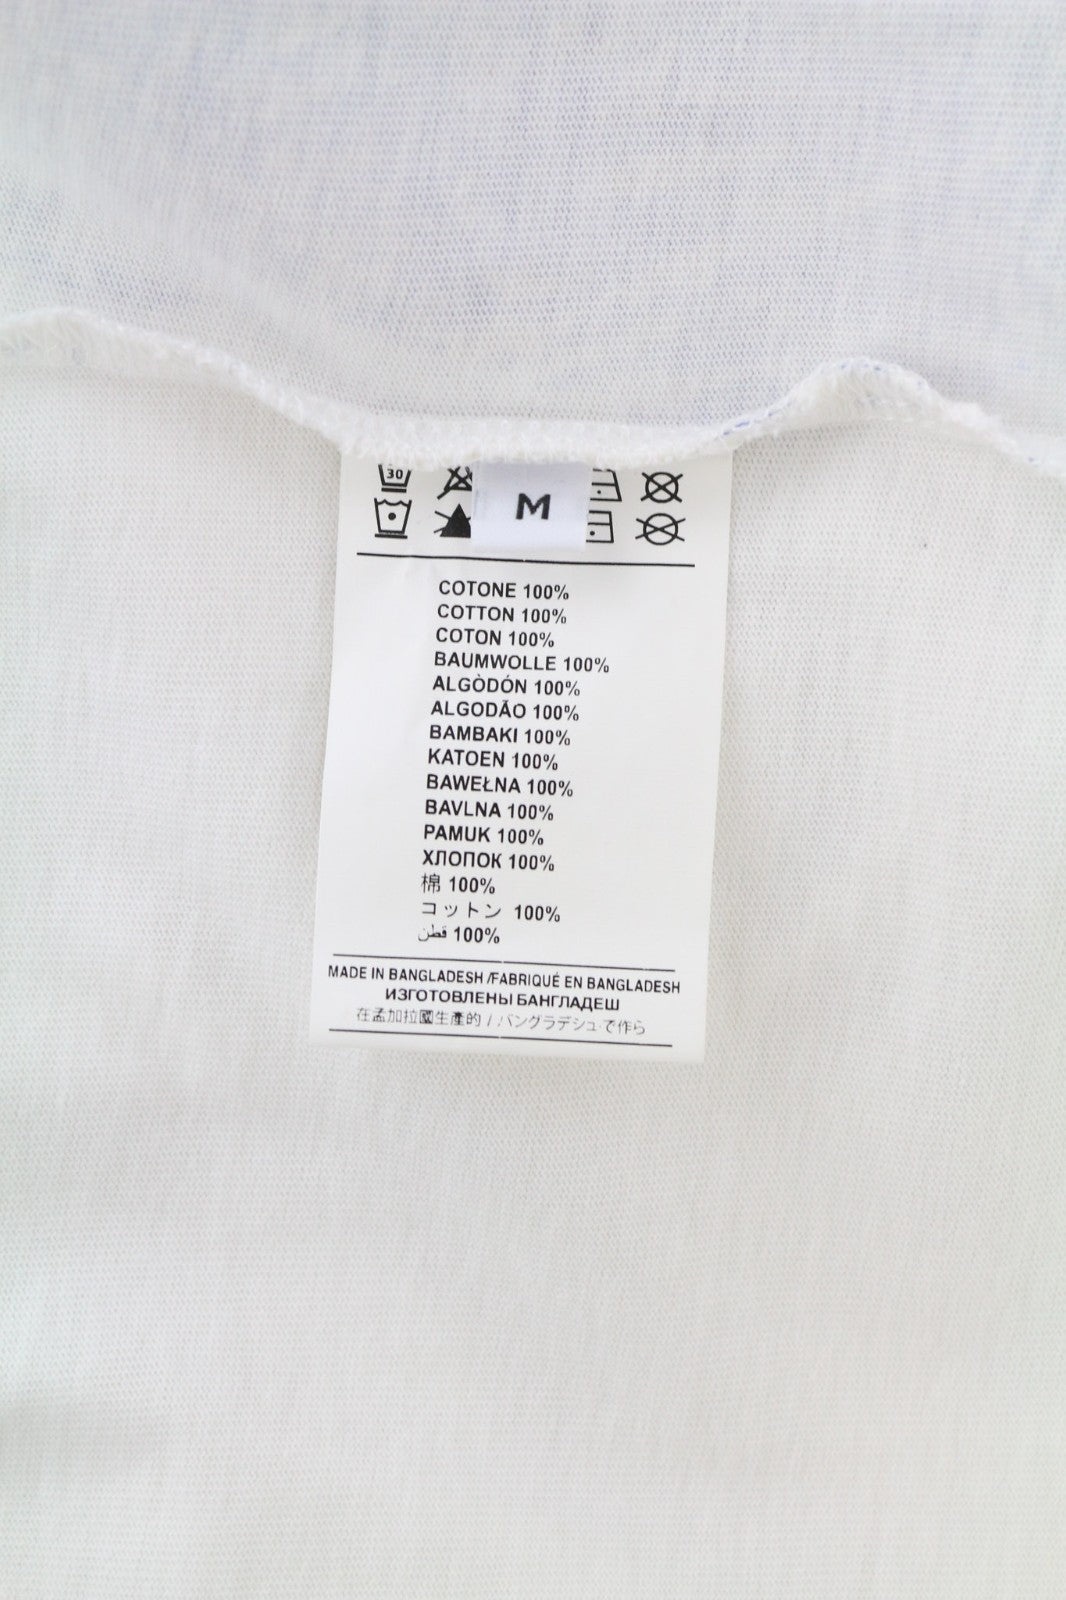 30
M
COTONE 100%
COTTON 100%
COTON 100%
BAUMWOLLE 100%
ALGÒDÓN 100%
ALGODÃO 100%
BAMBAKI 100%
KATOEN 100%
BAWEŁNA 100%
BAVLNA 100%
PAMUK 100%
ХЛОПОК 100%
棉 100%
コットン 100%
قطن 100%
MADE IN BANGLADESH /FABRIQUÉ EN BANGLADESH
ИЗГОТОВЛЕНЫ БАНГЛАДЕШ
在孟加拉國生產的 / バングラデシュで作ら